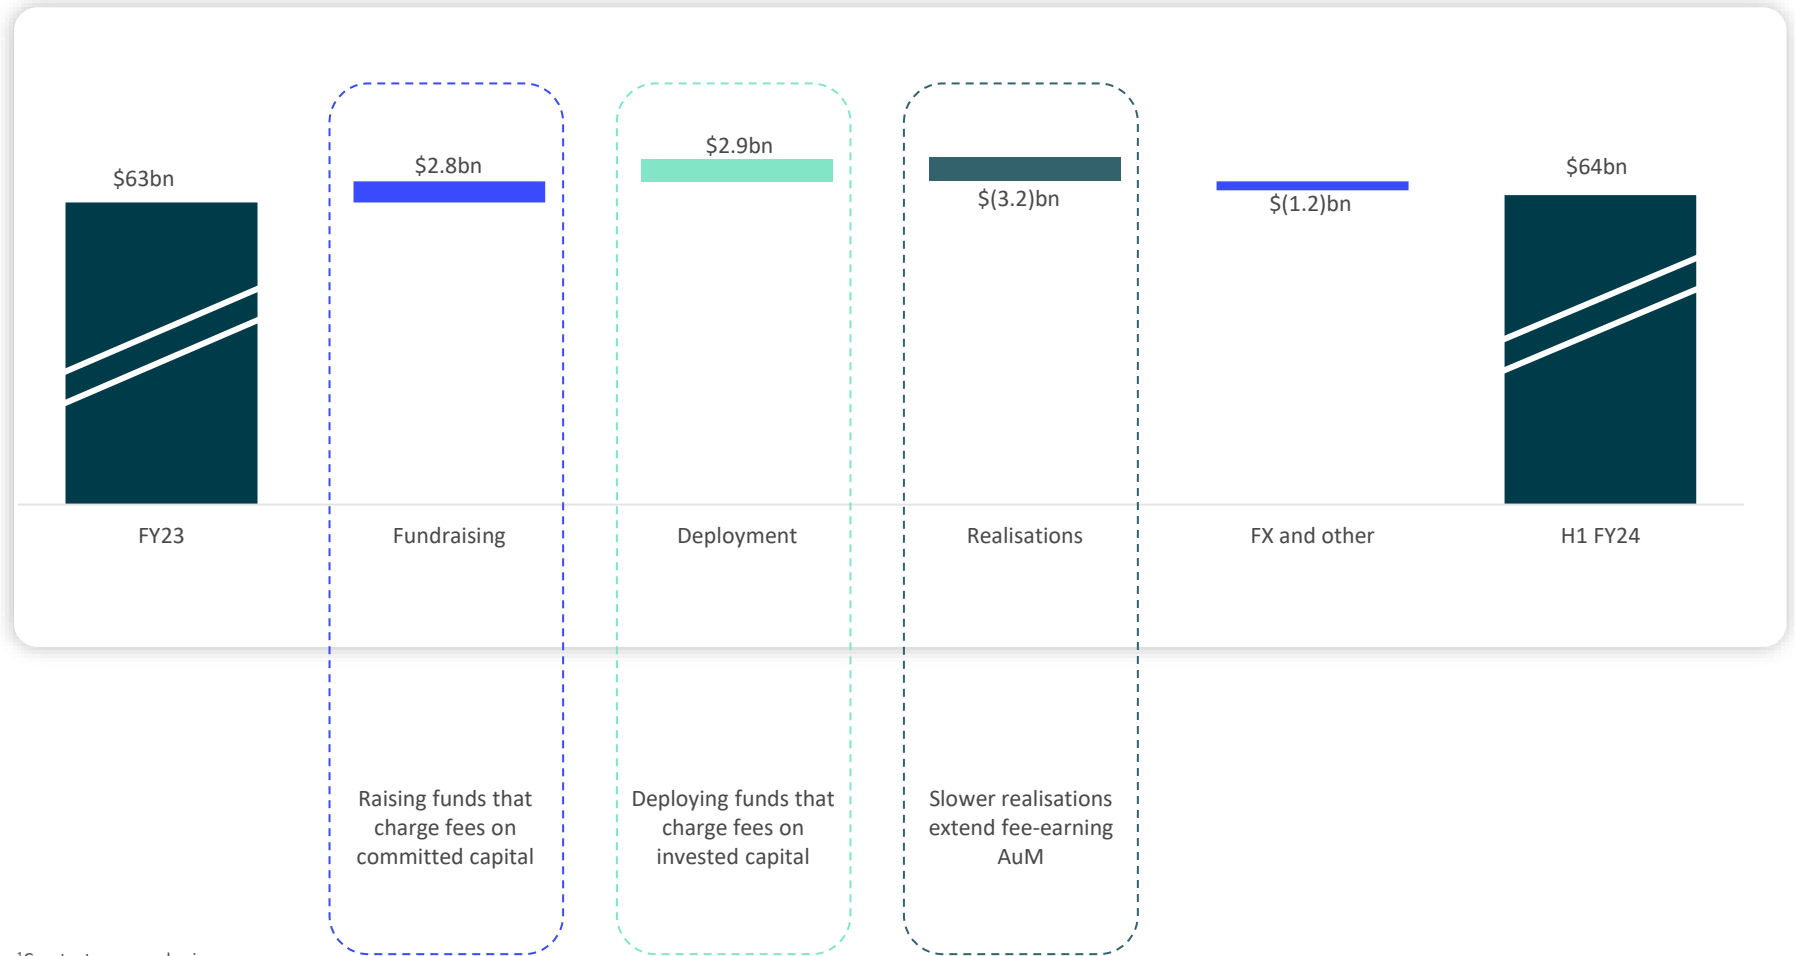 $63bn
$2.8bn
$2.9bn
$(3.2)bn
$(1.2)bn
$64bn
FY23
Fundraising
Deployment
Realisations
FX and other
H1 FY24
Raising funds that
charge fees on
committed capital
Deploying funds that
charge fees on
invested capital
Slower realisations
extend fee-earning
AuM